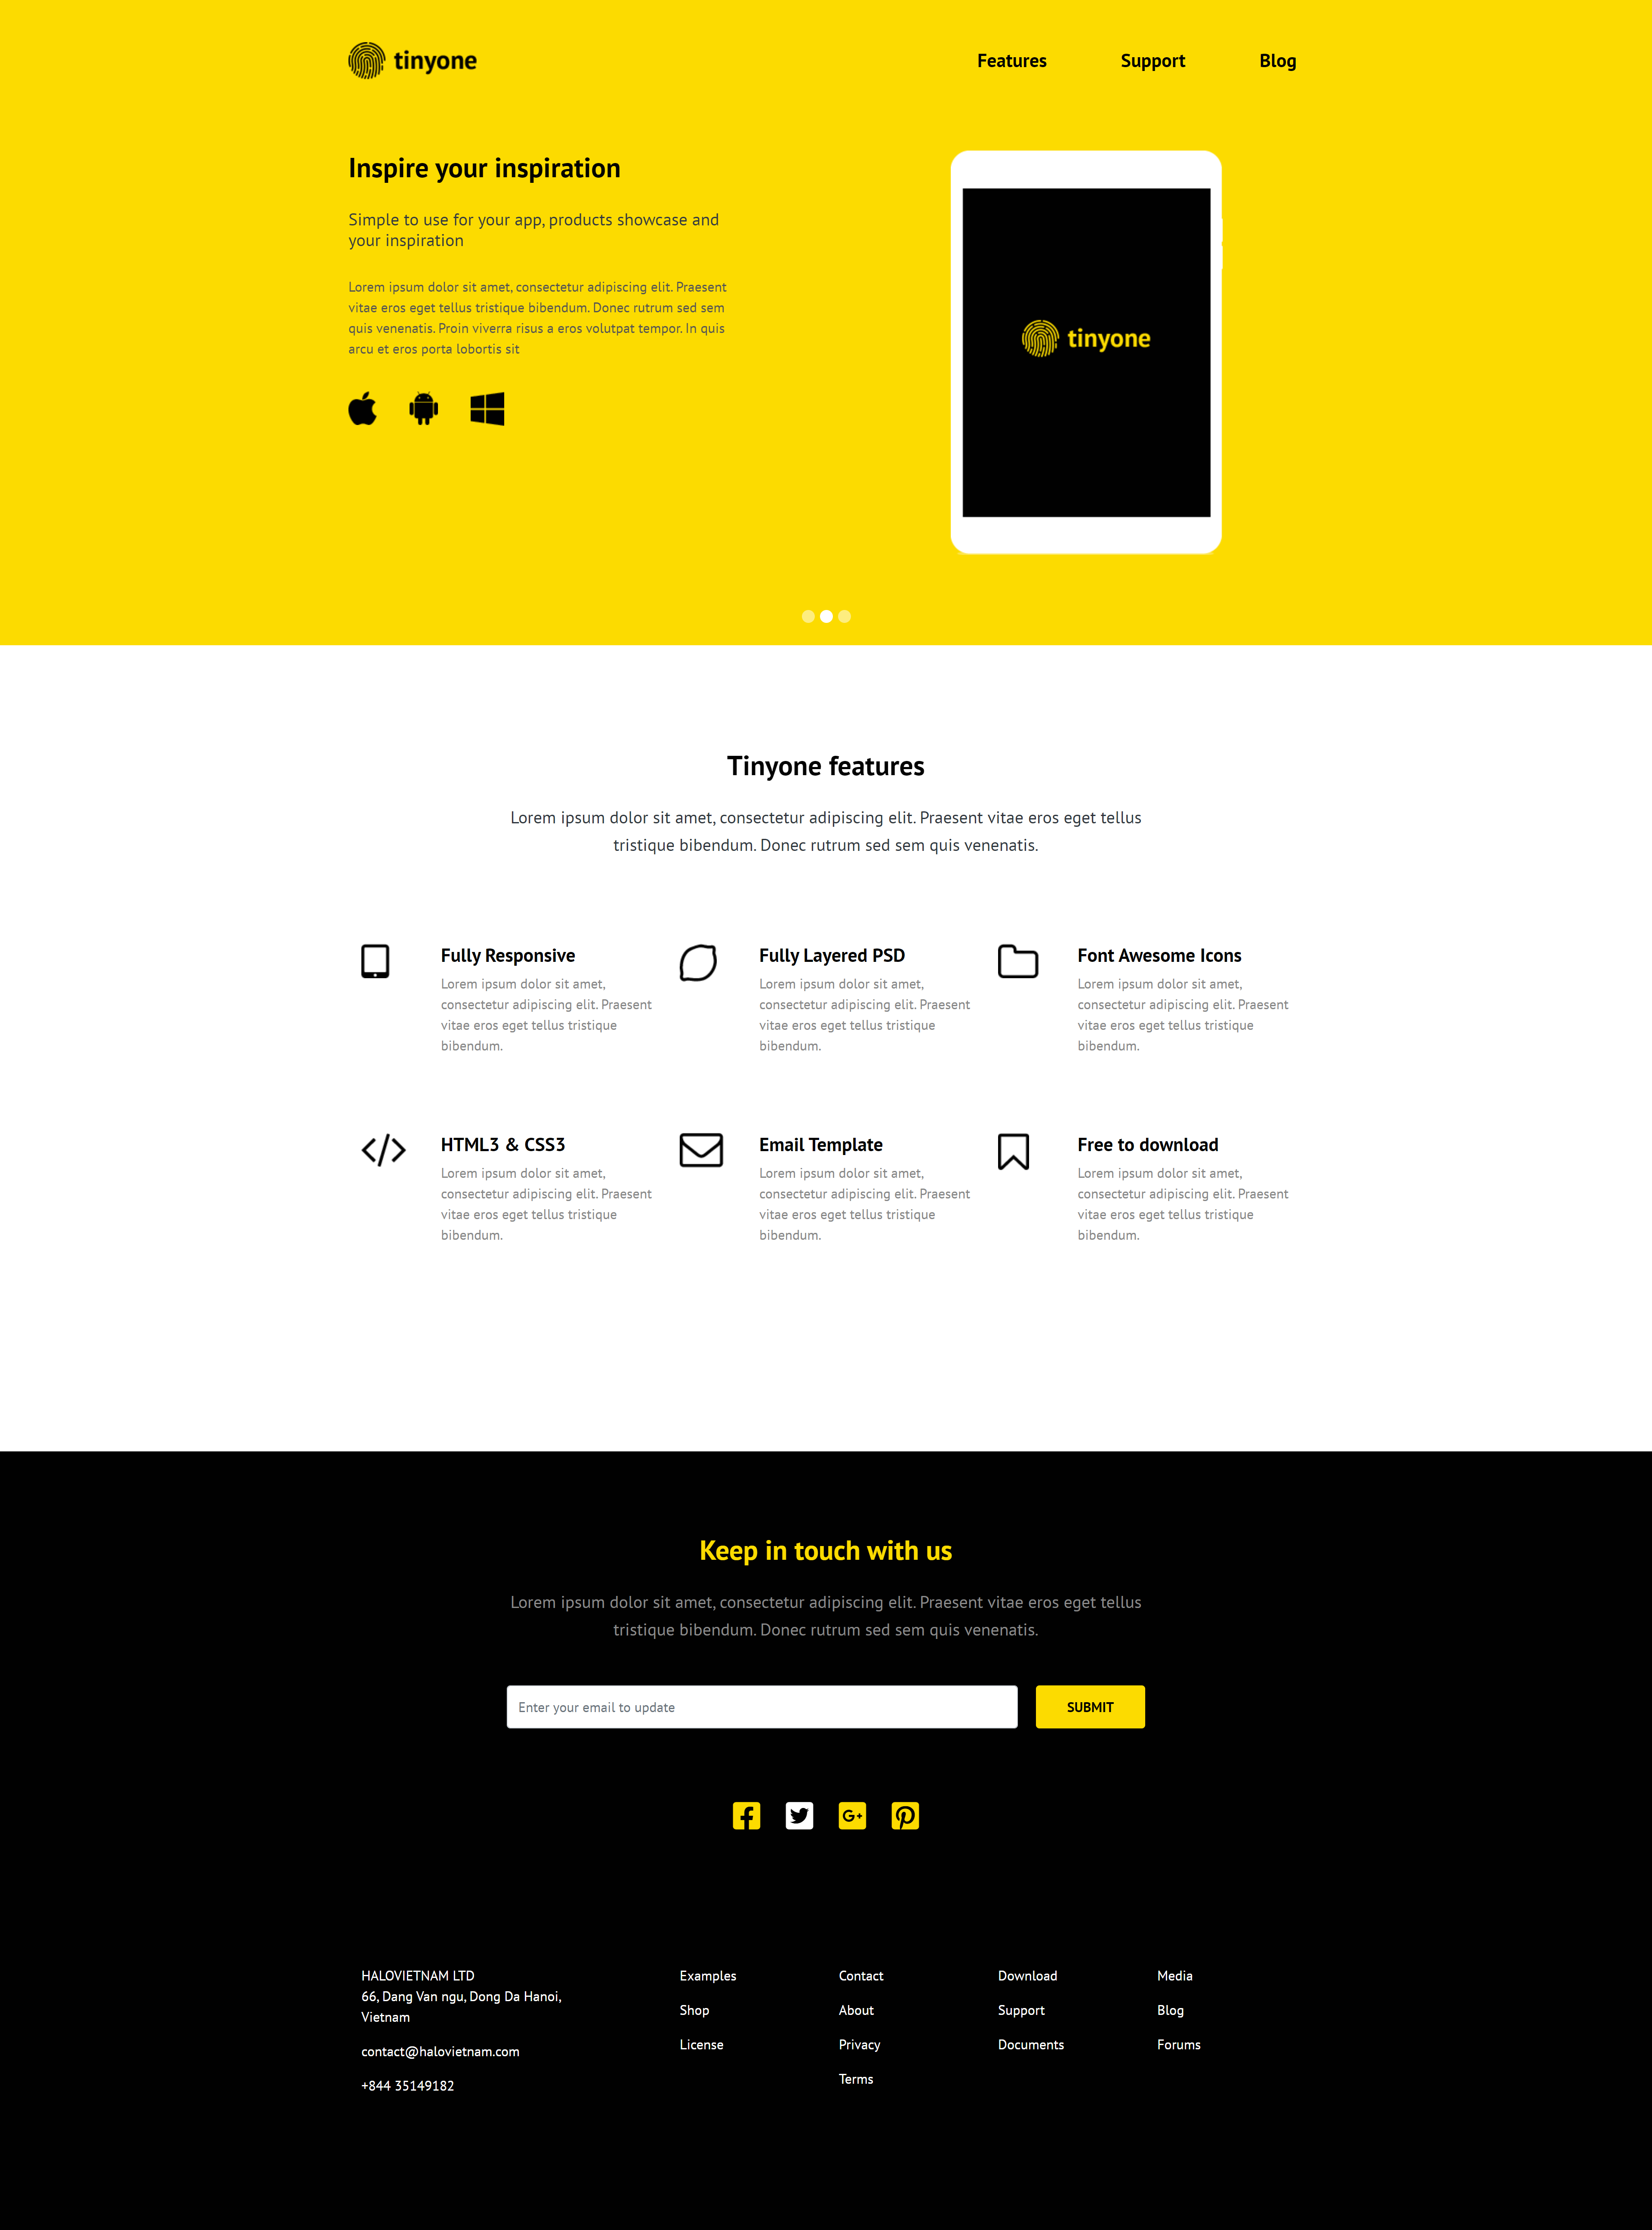 tinyone
Features
Support
Blog
Inspire your inspiration
Simple to use for your app, products showcase and
your inspiration
Lorem ipsum dolor sit amet, consectetur adipiscing elit. Praesent
vitae eros eget tellus tristique bibendum. Donec rutrum sed sem
quis venenatis. Proin viverra risus a eros volutpat tempor. In quis
arcu et eros porta lobortis sit
tinyone
Tinyone features
Lorem ipsum dolor sit amet, consectetur adipiscing elit. Praesent vitae eros eget tellus
tristique bibendum. Donec rutrum sed sem quis venenatis.
Fully Responsive
Lorem ipsum dolor sit amet,
consectetur adipiscing elit. Praesent
vitae eros eget tellus tristique
bibendum.
Fully Layered PSD
Lorem ipsum dolor sit amet,
consectetur adipiscing elit. Praesent
vitae eros eget tellus tristique
bibendum.
Font Awesome Icons
Lorem ipsum dolor sit amet,
consectetur adipiscing elit. Praesent
vitae eros eget tellus tristique
bibendum.
HTML3 & CSS3
Lorem ipsum dolor sit amet,
consectetur adipiscing elit. Praesent
vitae eros eget tellus tristique
bibendum.
Email Template
Lorem ipsum dolor sit amet,
consectetur adipiscing elit. Praesent
vitae eros eget tellus tristique
bibendum.
Free to download
Lorem ipsum dolor sit amet,
consectetur adipiscing elit. Praesent
vitae eros eget tellus tristique
bibendum.
Keep in touch with us
Lorem ipsum dolor sit amet, consectetur adipiscing elit. Praesent vitae eros eget tellus
tristique bibendum. Donec rutrum sed sem quis venenatis.
Enter your email to update
SUBMIT
HALOVIETNAM LTD
66, Dang Van ngu, Dong Da Hanoi,
Vietnam
contact@halovietnam.com
+844 35149182
Examples
Shop
License
Contact
About
Privacy
Terms
Download
Support
Documents
Media
Blog
Forums